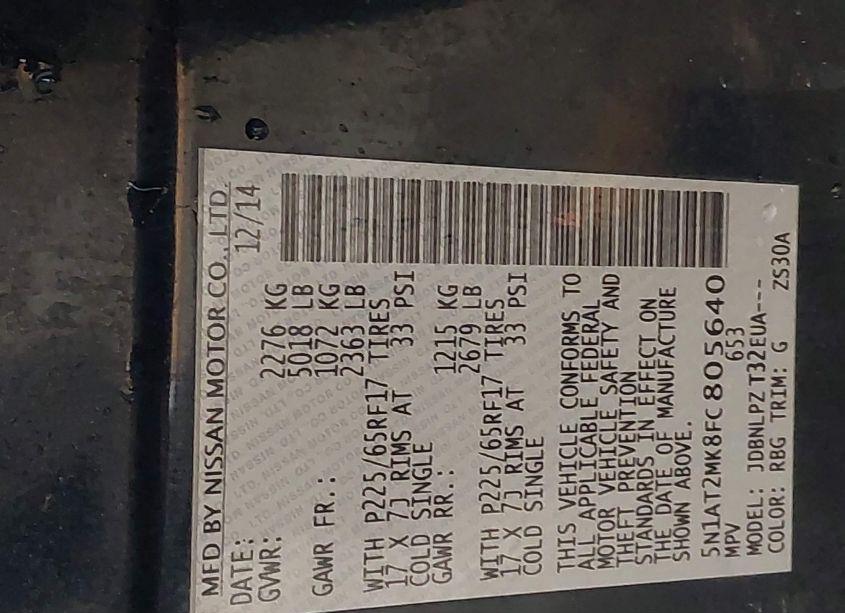 MFD BY NISSAN MOTOR CO., LTD.
DATE: 12/14
GVWR: 2276 KG
5018 LB
GAWR FR.: 1072 KG
2363 LB
WITH P225/65RF17 TIRES
17 X 7J RIMS AT 33 PSI
COLD SINGLE
GAWR RR.: 1215 KG
2679 LB
WITH P225/65RF17 TIRES
17 X 7J RIMS AT 33 PSI
COLD SINGLE
THIS VEHICLE CONFORMS TO
ALL APPLICABLE FEDERAL
MOTOR VEHICLE SAFETY AND
THEFT PREVENTION
STANDARDS IN EFFECT ON
THE DATE OF MANUFACTURE
SHOWN ABOVE.
5N1AT2MK8FC805640
MPV 653
MODEL: JDBNLPZ T32EUA---
COLOR: RBG TRIM: G ZS30A